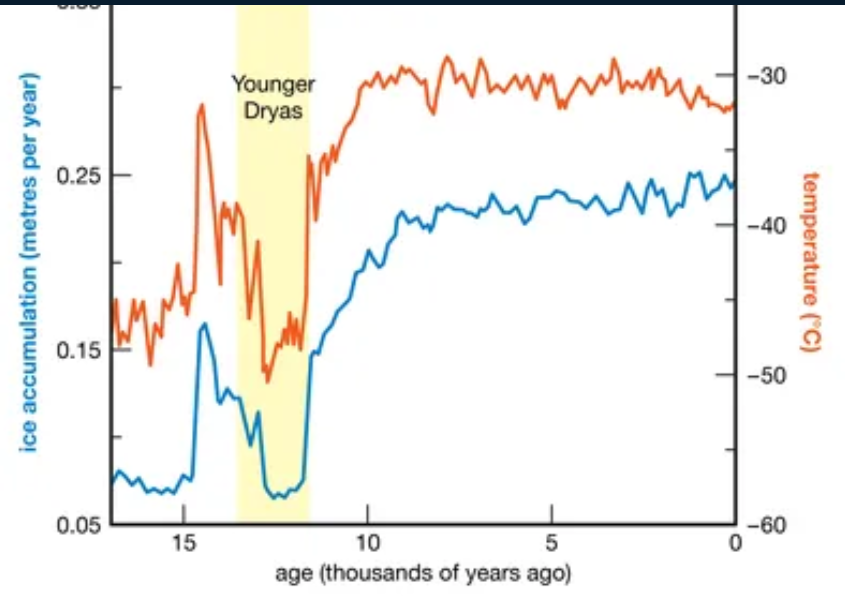 Younger
Dryas
ice accumulation (metres per year)
0.25
0.15
0.05
−30
−40
−50
−60
temperature (°C)
15
10
5
0
age (thousands of years ago)